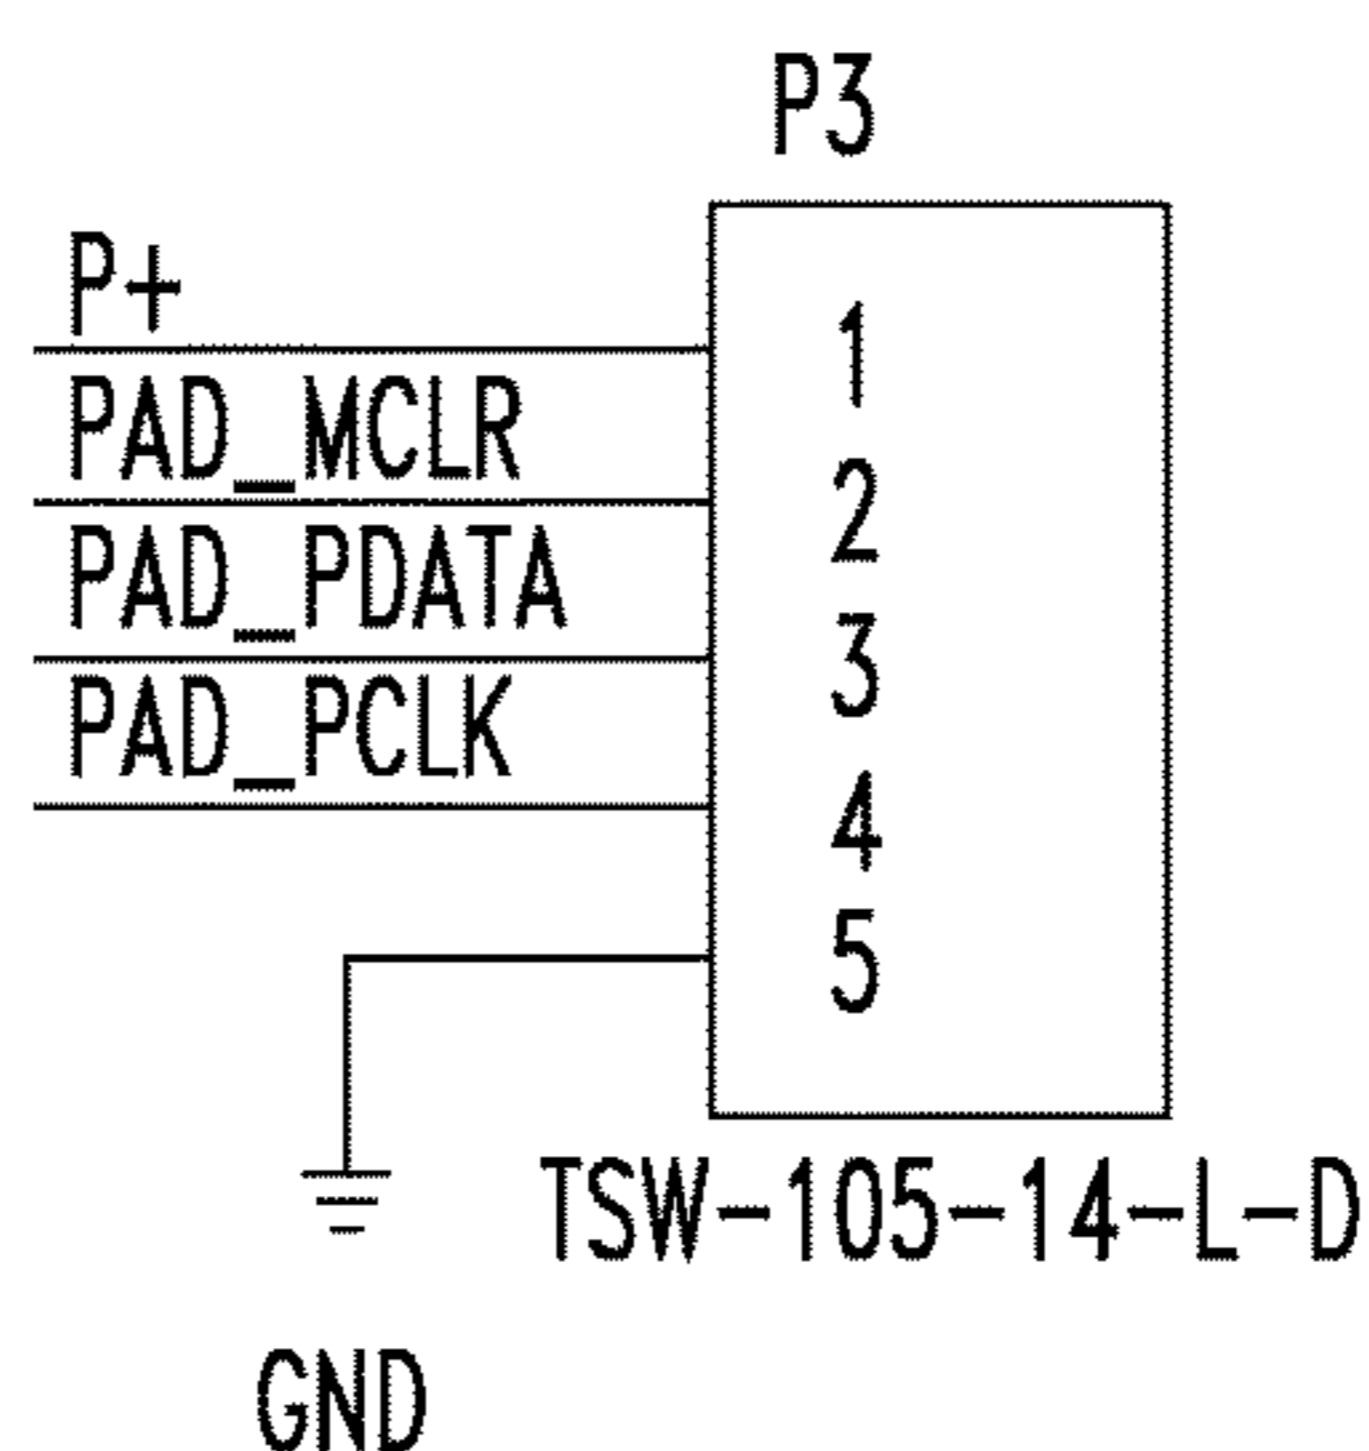 P3
P+
1
PAD_MCLR
2
PAD_PDATA
3
PAD_PCLK
4
5
TSW-105-14-L-D
GND